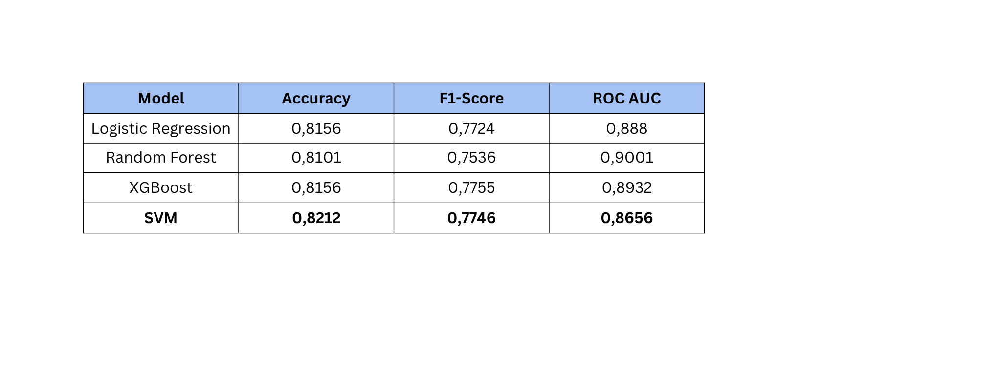 Model Accuracy F1-Score ROC AUC
Logistic Regression 0,8156 0,7724 0,888
Random Forest 0,8101 0,7536 0,9001
XGBoost 0,8156 0,7755 0,8932
SVM 0,8212 0,7746 0,8656